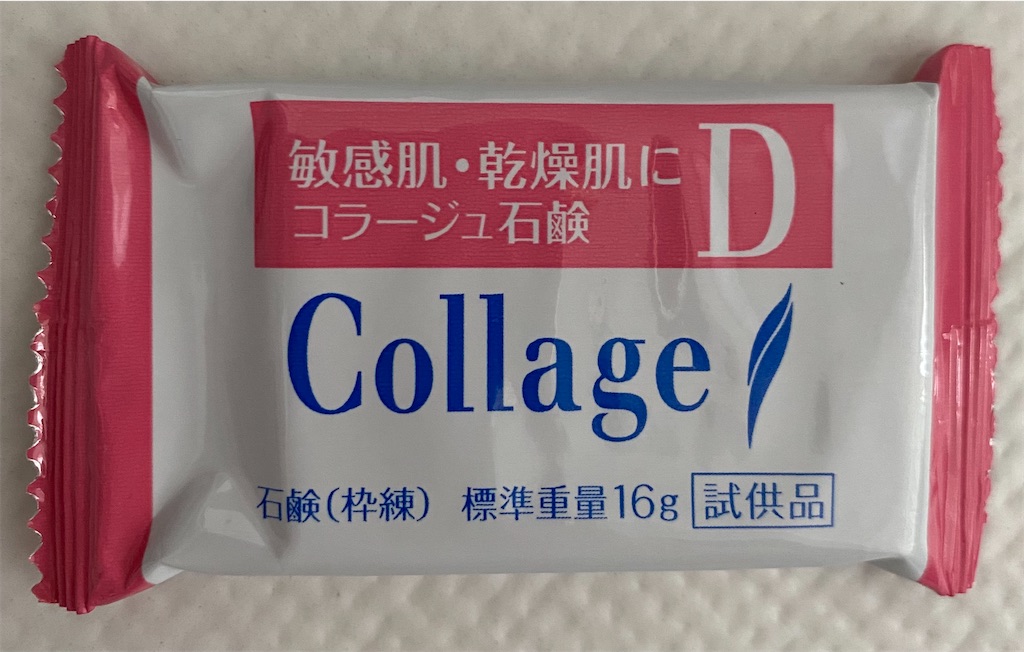 敏感肌・乾燥肌に
コラージュ石鹸
D
Collage
石鹸(枠練) 標準重量16g 試供品